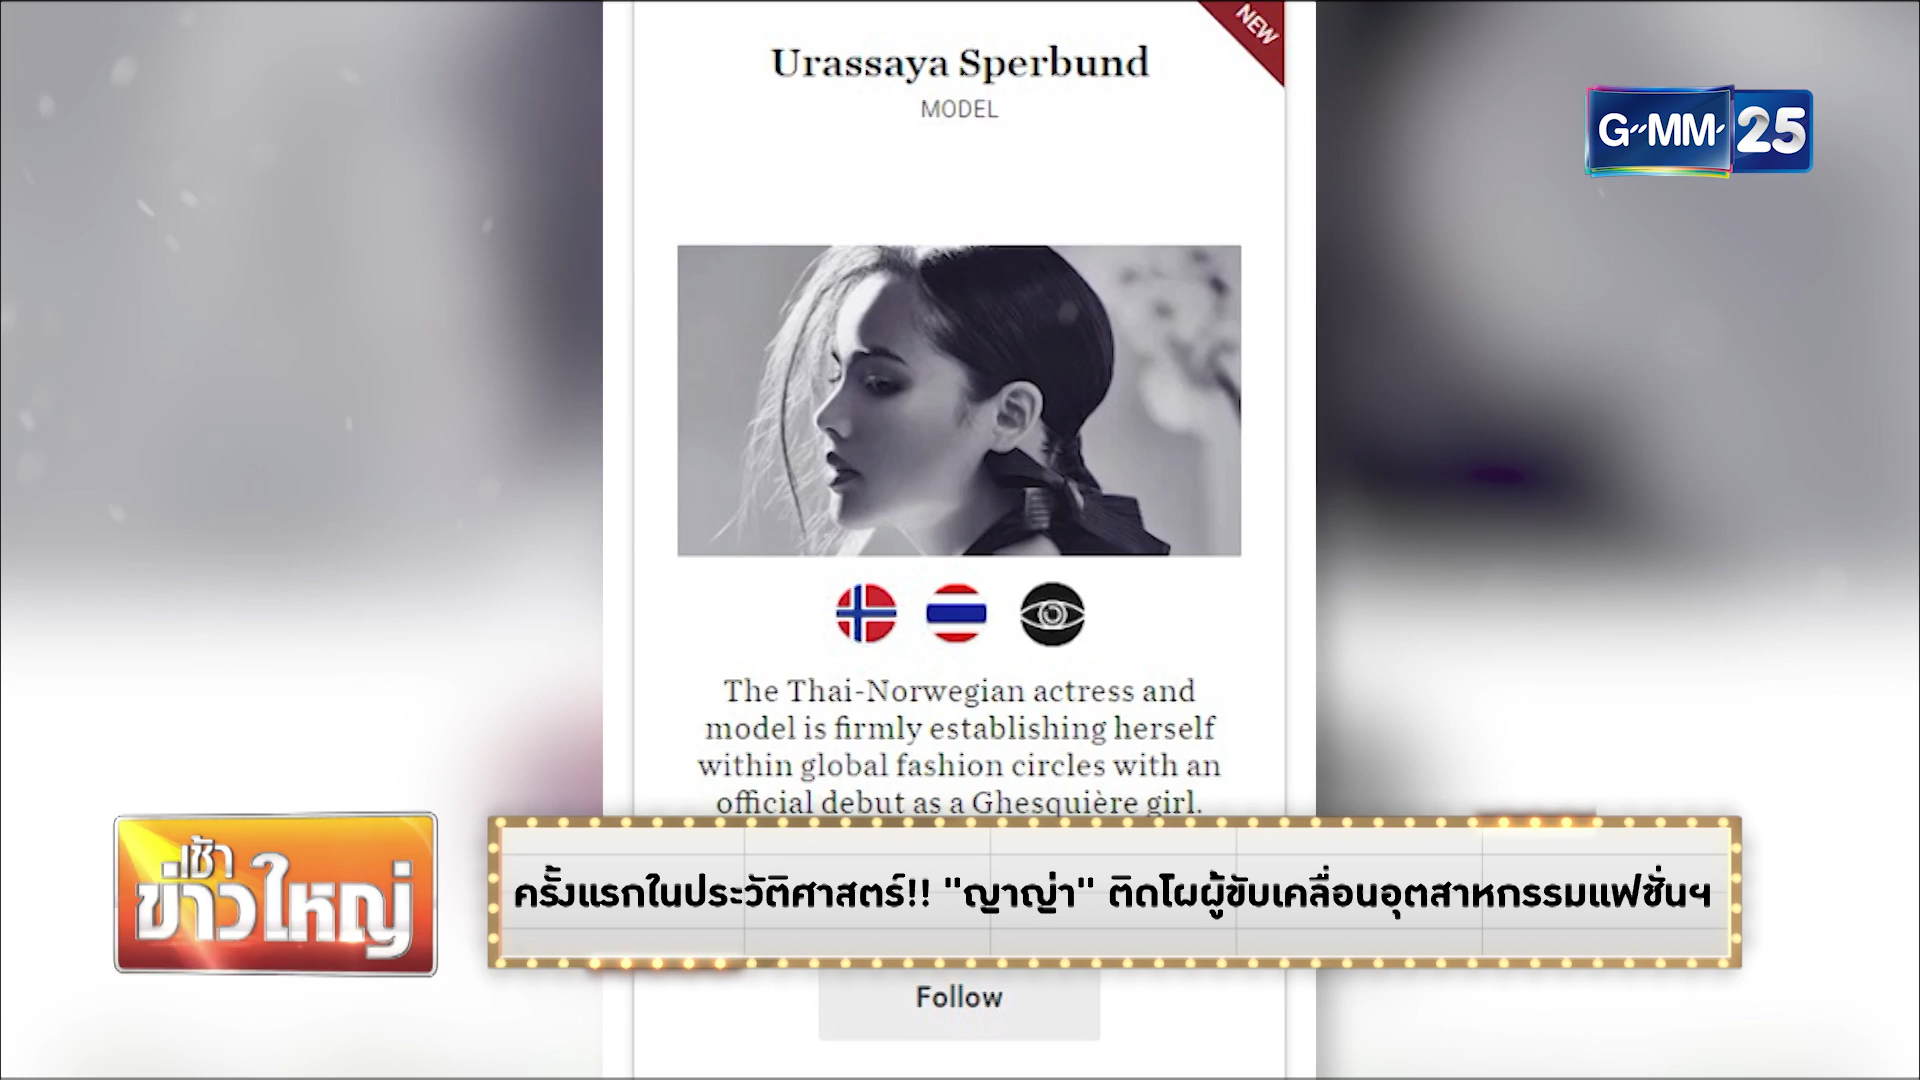 NEW
Urassaya Sperbund
MODEL
GMM 25
The Thai-Norwegian actress and
model is firmly establishing herself
within global fashion circles with an
official debut as a Ghesquière girl.
เช้า
ข่าวใหญ่
ครั้งแรกในประวัติศาสตร์!! "ญาญ่า" ติดโผผู้ขับเคลื่อนอุตสาหกรรมแฟชั่นฯ
Follow